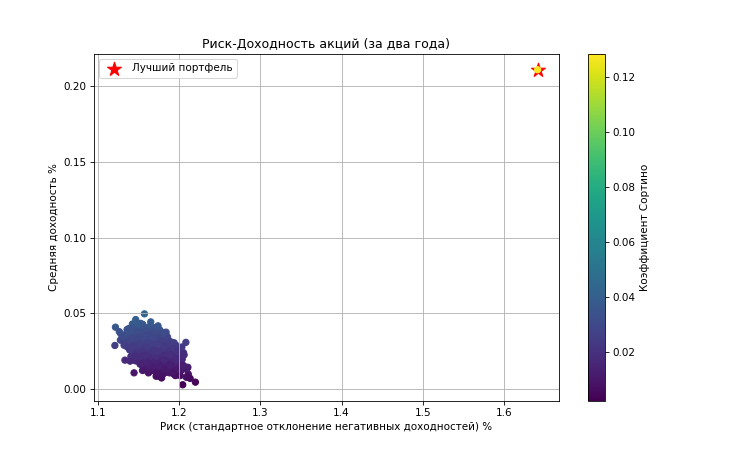 Риск-Доходность акций (за два года)
Лучший портфель
Средняя доходность %
0.20
0.15
0.10
0.05
0.00
1.1 1.2 1.3 1.4 1.5 1.6
Риск (стандартное отклонение негативных доходностей) %
0.12
0.10
0.08
0.06
0.04
0.02
Коэффициент Сортино